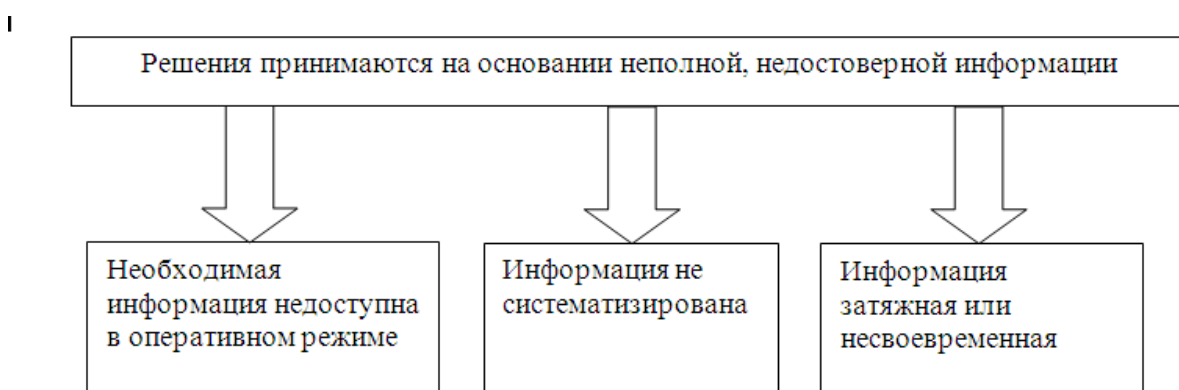 Решения принимаются на основании неполной, недостоверной информации
Необходимая
информация недоступна
в оперативном режиме
Информация не
систематизирована
Информация
затяжная или
несвоевременная